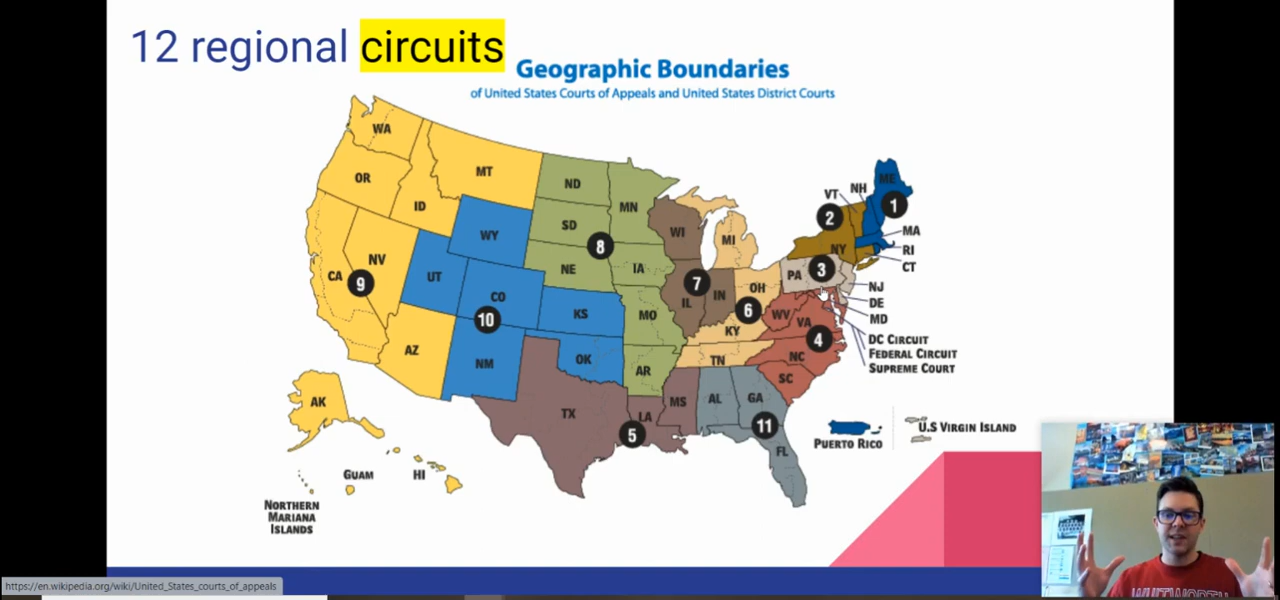 12 regional circuits
Geographic Boundaries
of United States Courts of Appeals and United States District Courts
WA
MT
ND
MN
OR
ID
SD
WI
MI
VT
NH
ME
1
2
MA
WY
8
NY
RI
CT
NV
NE
IA
PA
3
CA
9
UT
CO
7
IL
IN
OH
NJ
DE
MD
10
KS
MO
6
KY
WV
VA
4
DC CIRCUIT
FEDERAL CIRCUIT
SUPREME COURT
AZ
NM
OK
AR
TN
NC
SC
AK
TX
LA
5
MS
AL
GA
11
FL
PUERTO RICO
U.S VIRGIN ISLAND
GUAM
HI
NORTHERN
MARIANA
ISLANDS
WHITWORTH
https://en.wikipedia.org/wiki/United_States_courts_of_appeals